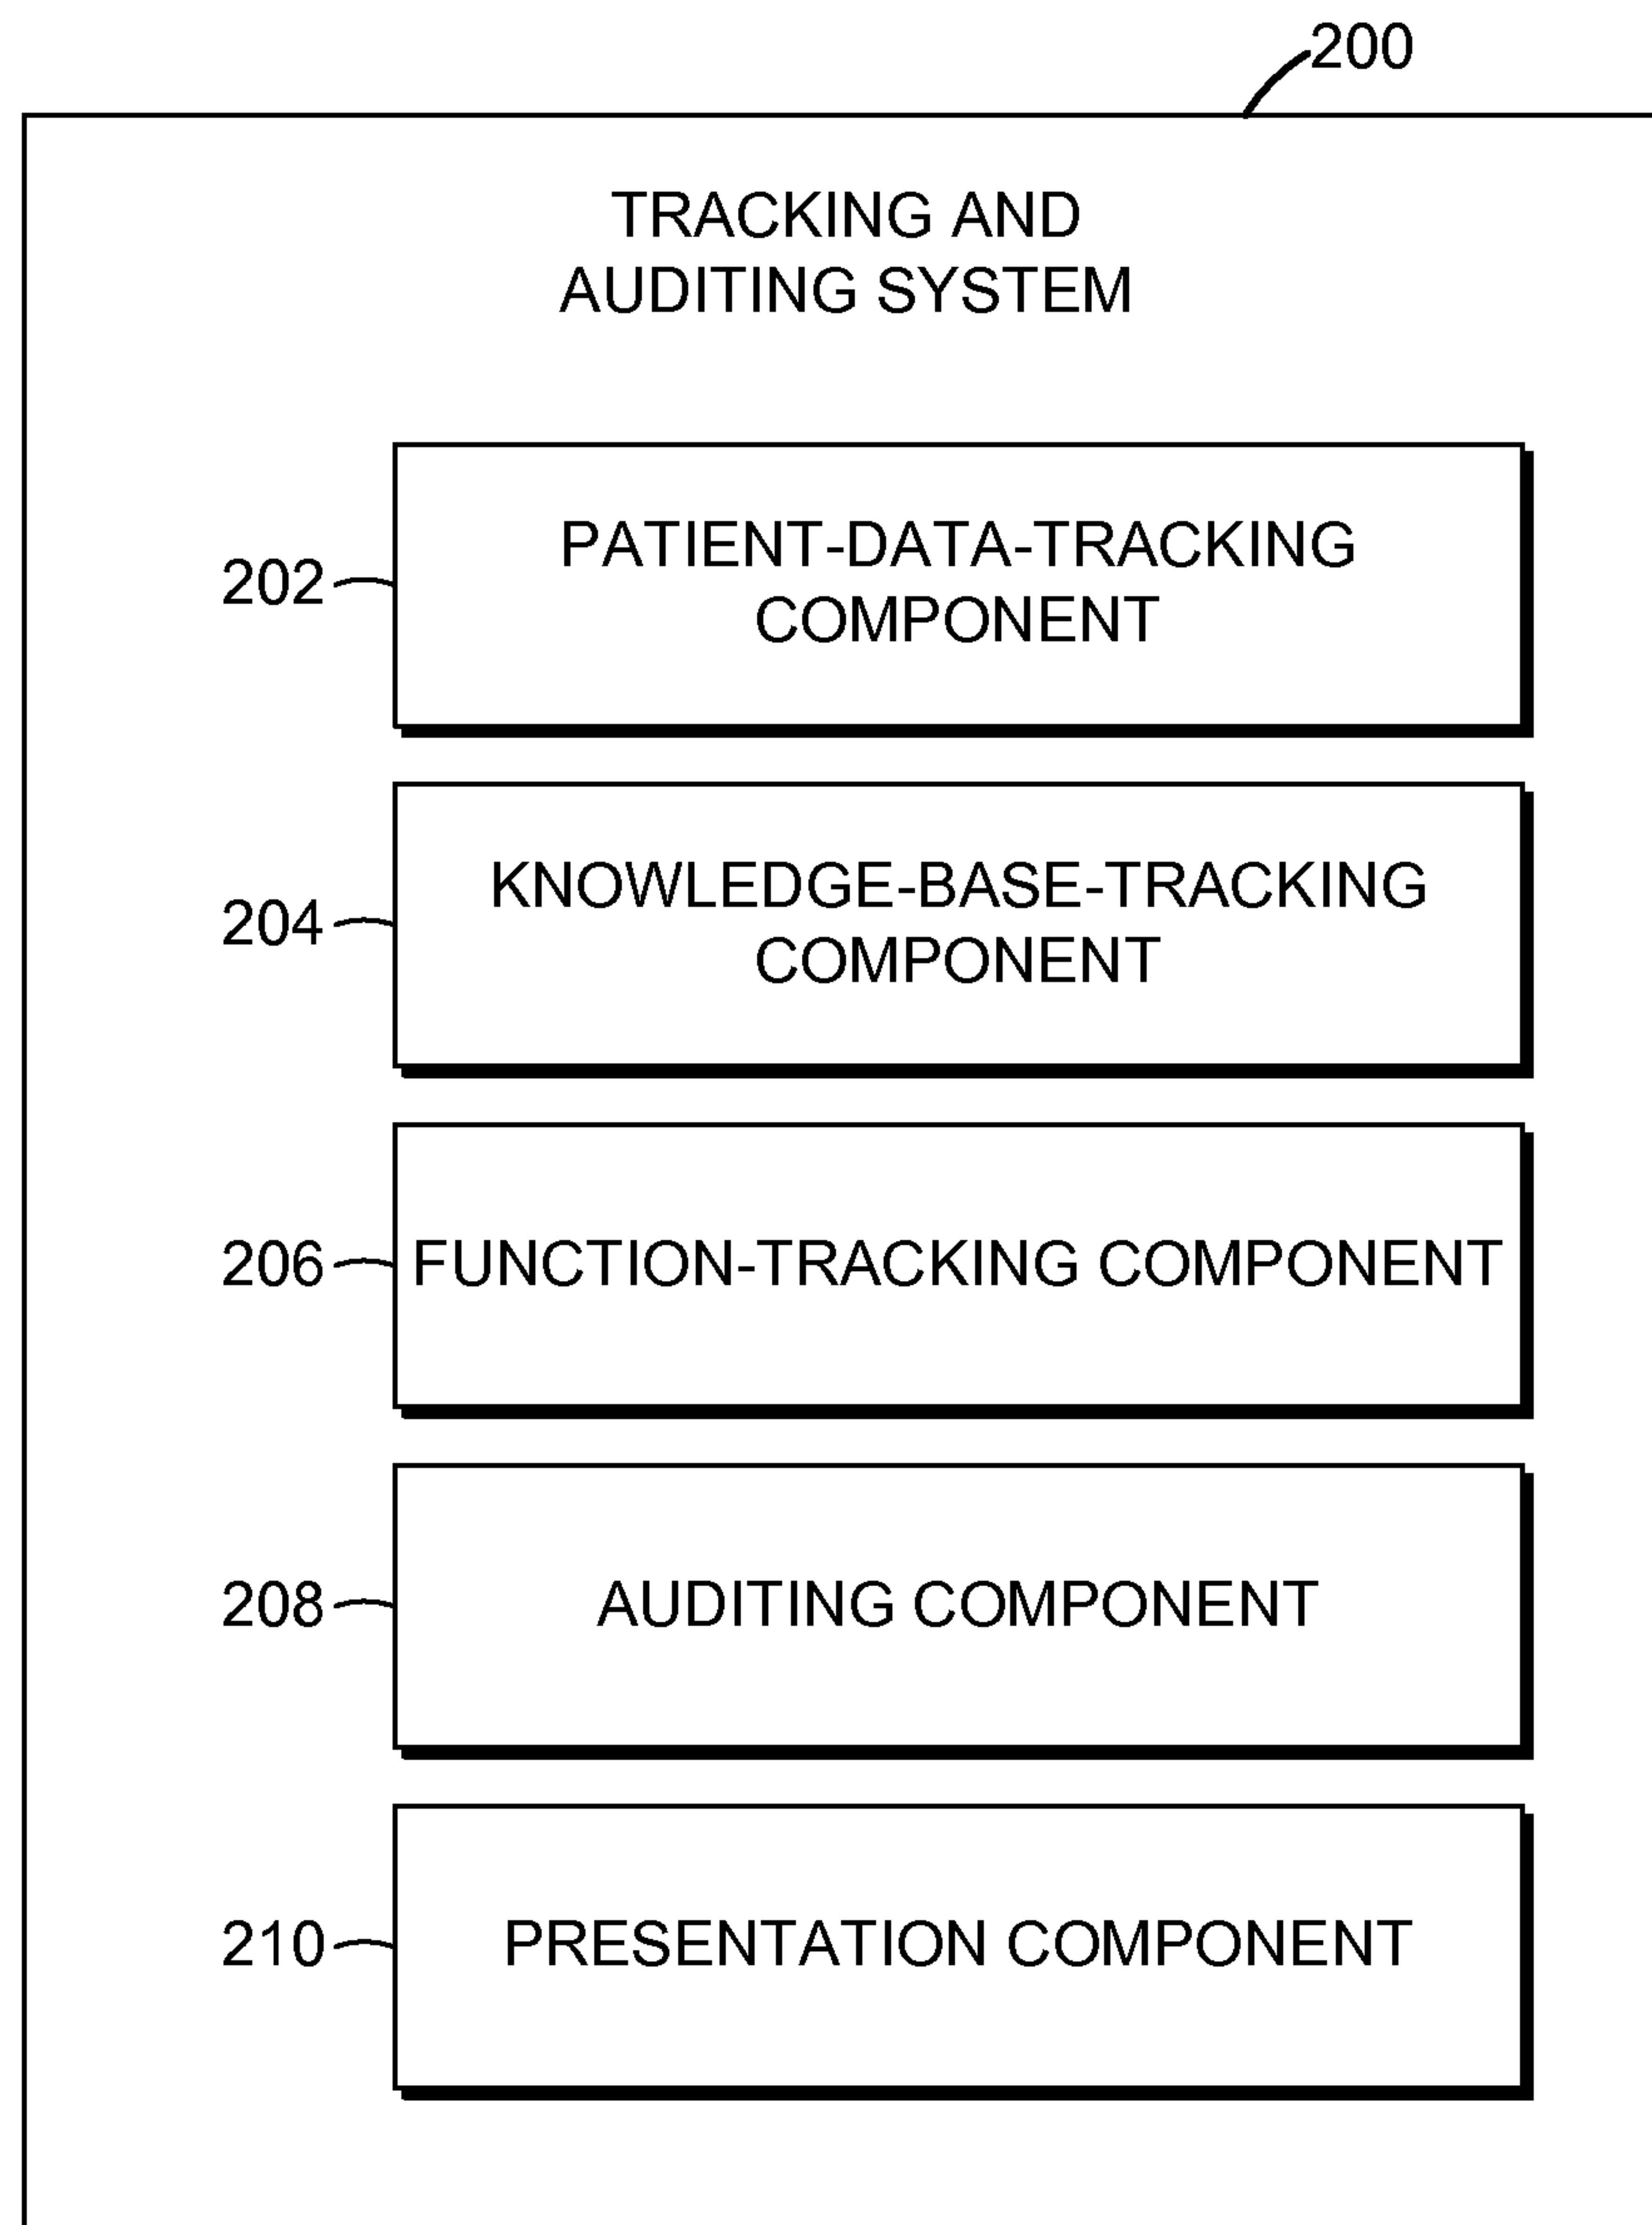 200
TRACKING AND
AUDITING SYSTEM
202
PATIENT-DATA-TRACKING
COMPONENT
204
KNOWLEDGE-BASE-TRACKING
COMPONENT
206
FUNCTION-TRACKING COMPONENT
208
AUDITING COMPONENT
210
PRESENTATION COMPONENT